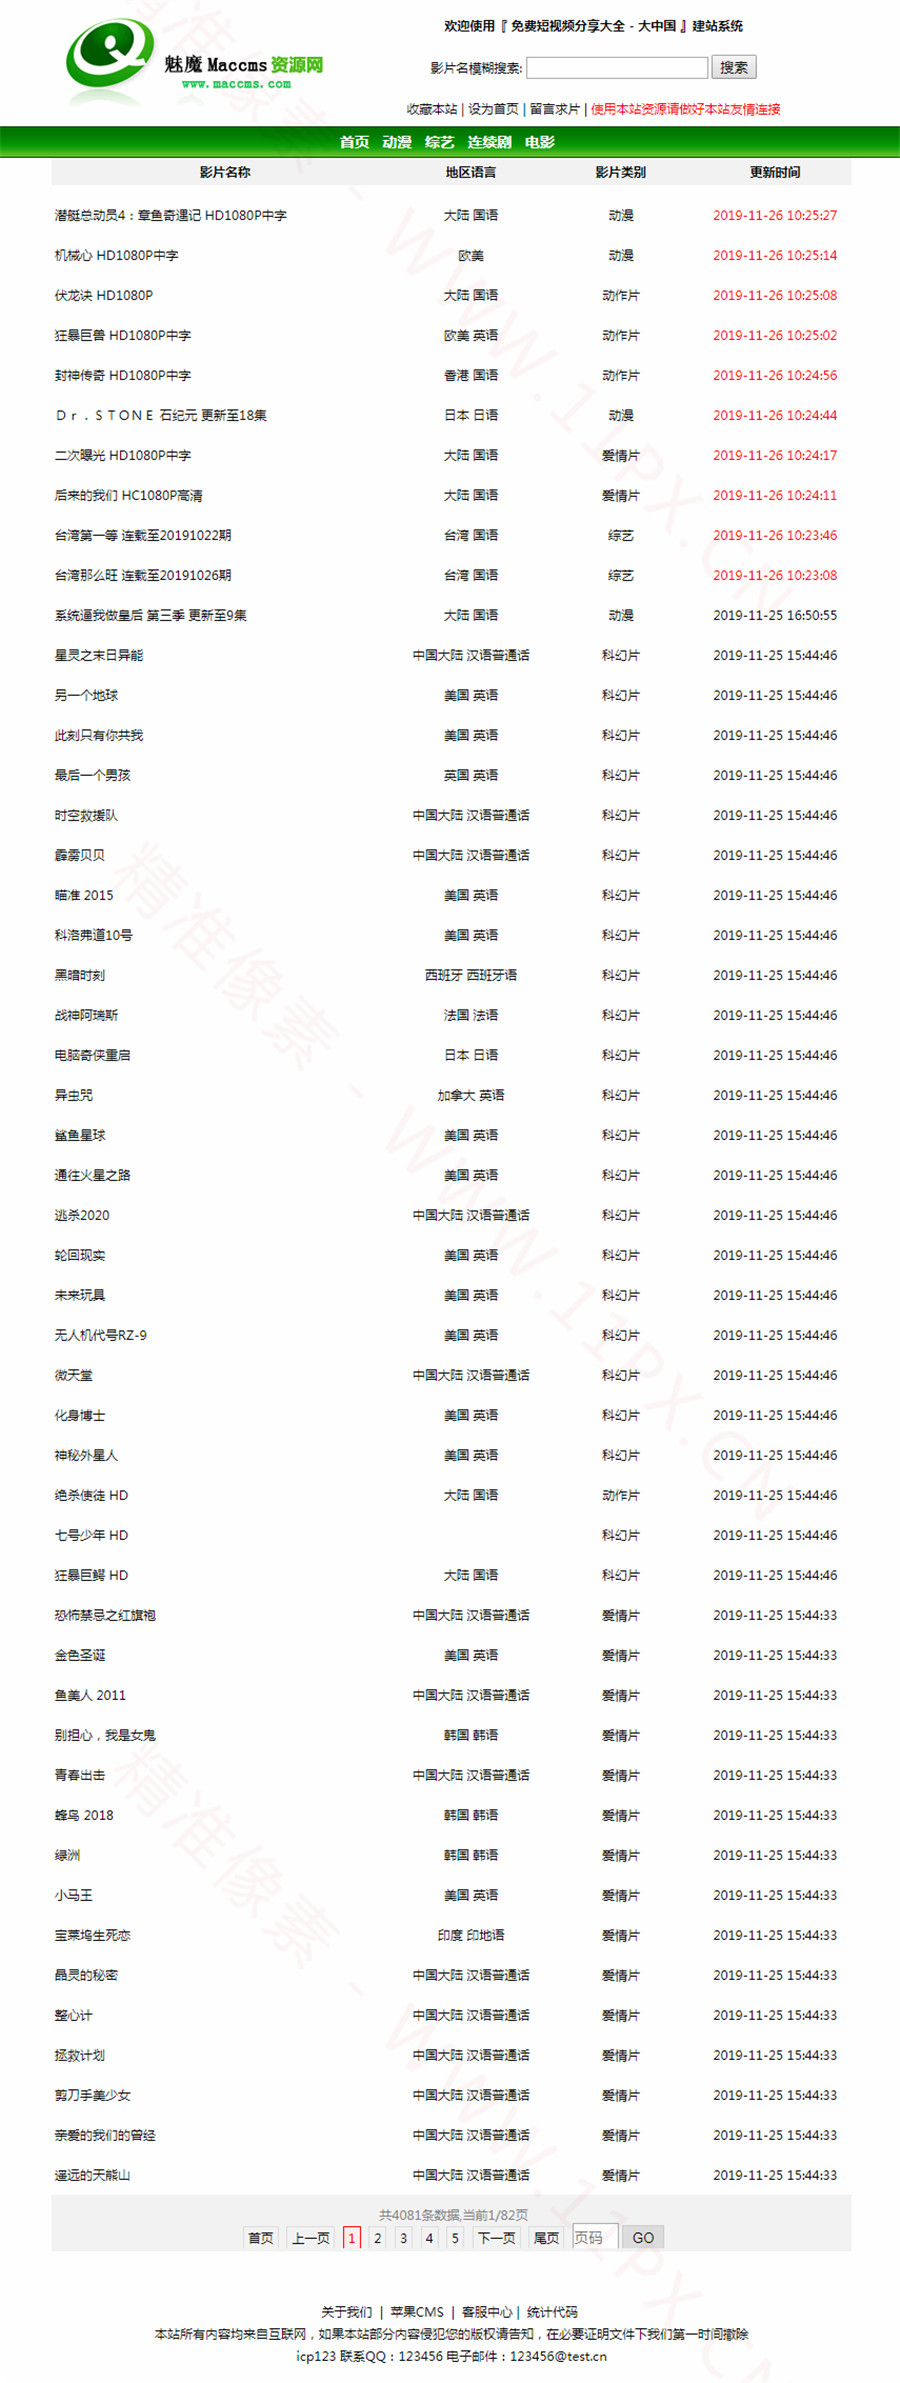 魅魔 Maccms 资源网
www.maccms.com
欢迎使用『 免费短视频分享大全 - 大中国 』建站系统
影片名模糊搜索: 搜索
收藏本站 | 设为首页 | 留言求片 | 使用本站资源请做好本站友情连接
首页 动漫 综艺 连续剧 电影
影片名称 地区语言 影片类别 更新时间
潜艇总动员4：章鱼奇遇记 HD1080P中字 大陆 国语 动漫 2019-11-26 10:25:27
机械心 HD1080P中字 欧美 动漫 2019-11-26 10:25:14
伏龙诀 HD1080P 大陆 国语 动作片 2019-11-26 10:25:08
狂暴巨兽 HD1080P中字 欧美 英语 动作片 2019-11-26 10:25:02
封神传奇 HD1080P中字 香港 国语 动作片 2019-11-26 10:24:56
Ｄｒ．ＳＴＯＮＥ 石纪元 更新至18集 日本 日语 动漫 2019-11-26 10:24:44
二次曝光 HD1080P中字 大陆 国语 爱情片 2019-11-26 10:24:17
后来的我们 HC1080P高清 大陆 国语 爱情片 2019-11-26 10:24:11
台湾第一等 连载至20191022期 台湾 国语 综艺 2019-11-26 10:23:46
台湾那么旺 连载至20191026期 台湾 国语 综艺 2019-11-26 10:23:08
系统逼我做皇后 第三季 更新至9集 大陆 国语 动漫 2019-11-25 16:50:55
星灵之末日异能 中国大陆 汉语普通话 科幻片 2019-11-25 15:44:46
另一个地球 美国 英语 科幻片 2019-11-25 15:44:46
此刻只有你共我 美国 英语 科幻片 2019-11-25 15:44:46
最后一个男孩 英国 英语 科幻片 2019-11-25 15:44:46
时空救援队 中国大陆 汉语普通话 科幻片 2019-11-25 15:44:46
霹雳贝贝 中国大陆 汉语普通话 科幻片 2019-11-25 15:44:46
瞄准 2015 美国 英语 科幻片 2019-11-25 15:44:46
科洛弗道10号 美国 英语 科幻片 2019-11-25 15:44:46
黑暗时刻 西班牙 西班牙语 科幻片 2019-11-25 15:44:46
战神阿瑞斯 法国 法语 科幻片 2019-11-25 15:44:46
电脑奇侠重启 日本 日语 科幻片 2019-11-25 15:44:46
异虫咒 加拿大 英语 科幻片 2019-11-25 15:44:46
鲨鱼星球 美国 英语 科幻片 2019-11-25 15:44:46
通往火星之路 美国 英语 科幻片 2019-11-25 15:44:46
逃杀2020 中国大陆 汉语普通话 科幻片 2019-11-25 15:44:46
轮回现实 美国 英语 科幻片 2019-11-25 15:44:46
未来玩具 美国 英语 科幻片 2019-11-25 15:44:46
无人机代号RZ-9 美国 英语 科幻片 2019-11-25 15:44:46
微天堂 中国大陆 汉语普通话 科幻片 2019-11-25 15:44:46
化身博士 美国 英语 科幻片 2019-11-25 15:44:46
神秘外星人 美国 英语 科幻片 2019-11-25 15:44:46
绝杀使徒 HD 大陆 国语 动作片 2019-11-25 15:44:46
七号少年 HD 科幻片 2019-11-25 15:44:46
狂暴巨鳄 HD 大陆 国语 科幻片 2019-11-25 15:44:46
恐怖禁忌之红旗袍 中国大陆 汉语普通话 爱情片 2019-11-25 15:44:33
金色圣诞 美国 英语 爱情片 2019-11-25 15:44:33
鱼美人 2011 中国大陆 汉语普通话 爱情片 2019-11-25 15:44:33
别担心，我是女鬼 韩国 韩语 爱情片 2019-11-25 15:44:33
青春出击 中国大陆 汉语普通话 爱情片 2019-11-25 15:44:33
蜂鸟 2018 韩国 韩语 爱情片 2019-11-25 15:44:33
绿洲 韩国 韩语 爱情片 2019-11-25 15:44:33
小马王 美国 英语 爱情片 2019-11-25 15:44:33
宝莱坞生死恋 印度 印地语 爱情片 2019-11-25 15:44:33
晶灵的秘密 中国大陆 汉语普通话 爱情片 2019-11-25 15:44:33
整心计 中国大陆 汉语普通话 爱情片 2019-11-25 15:44:33
拯救计划 中国大陆 汉语普通话 爱情片 2019-11-25 15:44:33
剪刀手美少女 中国大陆 汉语普通话 爱情片 2019-11-25 15:44:33
亲爱的我们的曾经 中国大陆 汉语普通话 爱情片 2019-11-25 15:44:33
遥远的天熊山 中国大陆 汉语普通话 爱情片 2019-11-25 15:44:33
共4081条数据,当前1/82页
首页 上一页 1 2 3 4 5 下一页 尾页 页码 GO
关于我们 | 苹果CMS | 客服中心 | 统计代码
本站所有内容均来自互联网，如果本站部分内容侵犯您的版权请告知，在必要证明文件下我们第一时间撤除
icp123 联系QQ：123456 电子邮件：123456@test.cn
精准像素 - WWW.11PX.CN
精准像素 - WWW.11PX.CN
精准像素 - WWW.11PX.CN